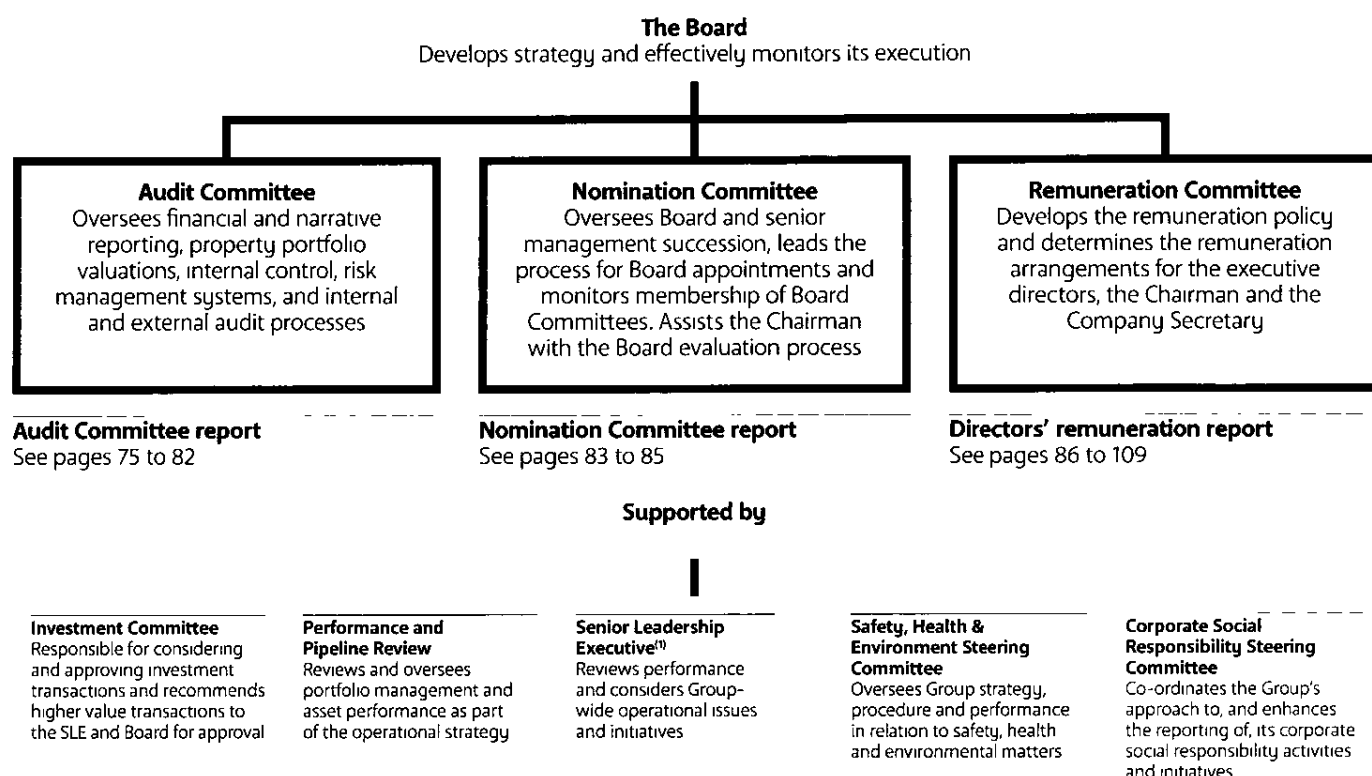 The Board
Develops strategy and effectively monitors its execution
Audit Committee
Oversees financial and narrative
reporting, property portfolio
valuations, internal control, risk
management systems, and internal
and external audit processes
Nomination Committee
Oversees Board and senior
management succession, leads the
process for Board appointments and
monitors membership of Board
Committees. Assists the Chairman
with the Board evaluation process
Remuneration Committee
Develops the remuneration policy
and determines the remuneration
arrangements for the executive
directors, the Chairman and the
Company Secretary
Audit Committee report
See pages 75 to 82
Nomination Committee report
See pages 83 to 85
Directors' remuneration report
See pages 86 to 109
Supported by
Investment Committee
Responsible for considering
and approving investment
transactions and recommends
higher value transactions to
the SLE and Board for approval
Performance and
Pipeline Review
Reviews and oversees
portfolio management and
asset performance as part
of the operational strategy
Senior Leadership
Executive(1)
Reviews performance
and considers Group-
wide operational issues
and initiatives
Safety, Health &
Environment Steering
Committee
Oversees Group strategy,
procedure and performance
in relation to safety, health
and environmental matters
Corporate Social
Responsibility Steering
Committee
Co-ordinates the Group's
approach to, and enhances
the reporting of, its corporate
social responsibility activities
and initiatives